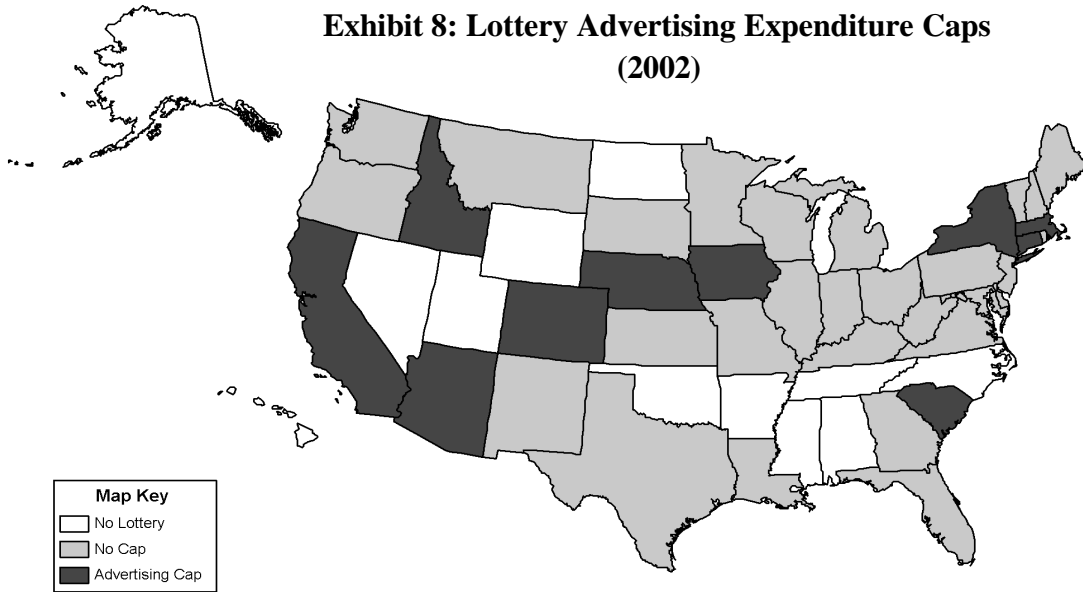 Exhibit 8: Lottery Advertising Expenditure Caps
(2002)
Map Key
No Lottery
No Cap
Advertising Cap